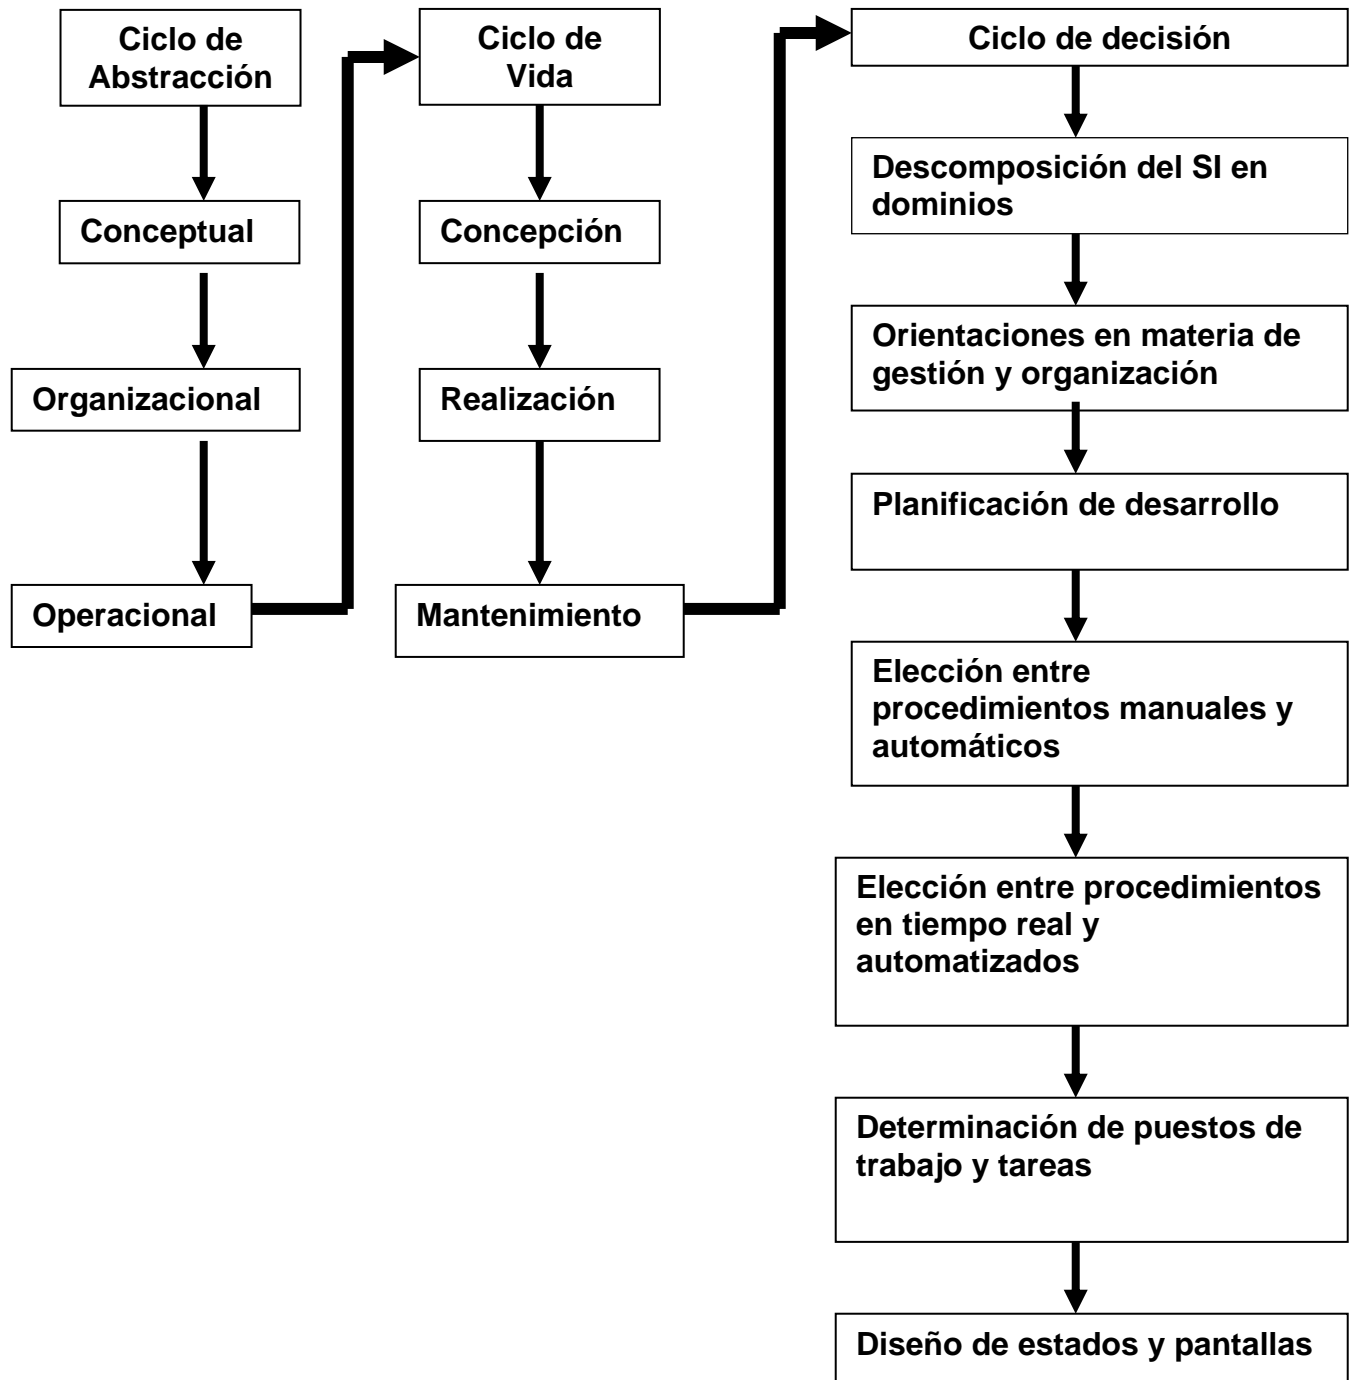 Ciclo de
Abstracción
Conceptual
Organizacional
Operacional
Ciclo de
Vida
Concepción
Realización
Mantenimiento
Ciclo de decisión
Descomposición del SI en
dominios
Orientaciones en materia de
gestión y organización
Planificación de desarrollo
Elección entre
procedimientos manuales y
automáticos
Elección entre procedimientos
en tiempo real y
automatizados
Determinación de puestos de
trabajo y tareas
Diseño de estados y pantallas